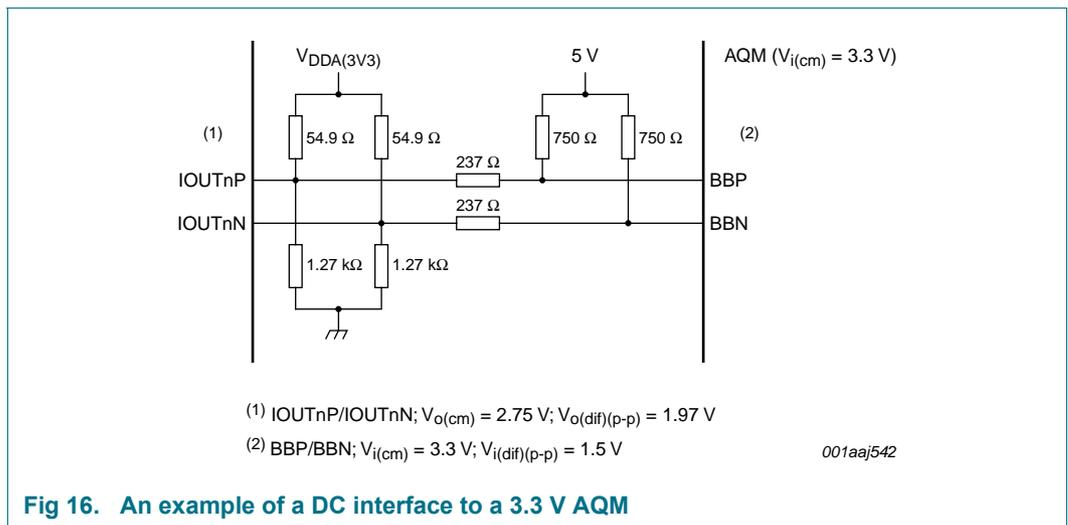 VDDA(3V3)
5 V
AQM (Vi(cm) = 3.3 V)
(1)
54.9 Ω
54.9 Ω
750 Ω
750 Ω
(2)
237 Ω
IOUTnP
BBP
237 Ω
IOUTnN
BBN
1.27 kΩ
1.27 kΩ
(1) IOUTnP/IOUTnN; Vo(cm) = 2.75 V; Vo(dif)(p-p) = 1.97 V
(2) BBP/BBN; Vi(cm) = 3.3 V; Vi(dif)(p-p) = 1.5 V
001aaj542
Fig 16. An example of a DC interface to a 3.3 V AQM